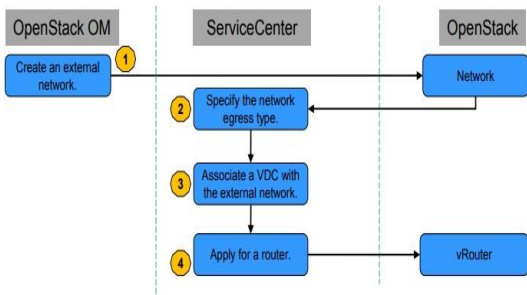 OpenStack OM
ServiceCenter
OpenStack
Create an external
network.
1
Network
2
Specify the network
egress type.
3
Associate a VDC with
the external network.
4
Apply for a router.
vRouter